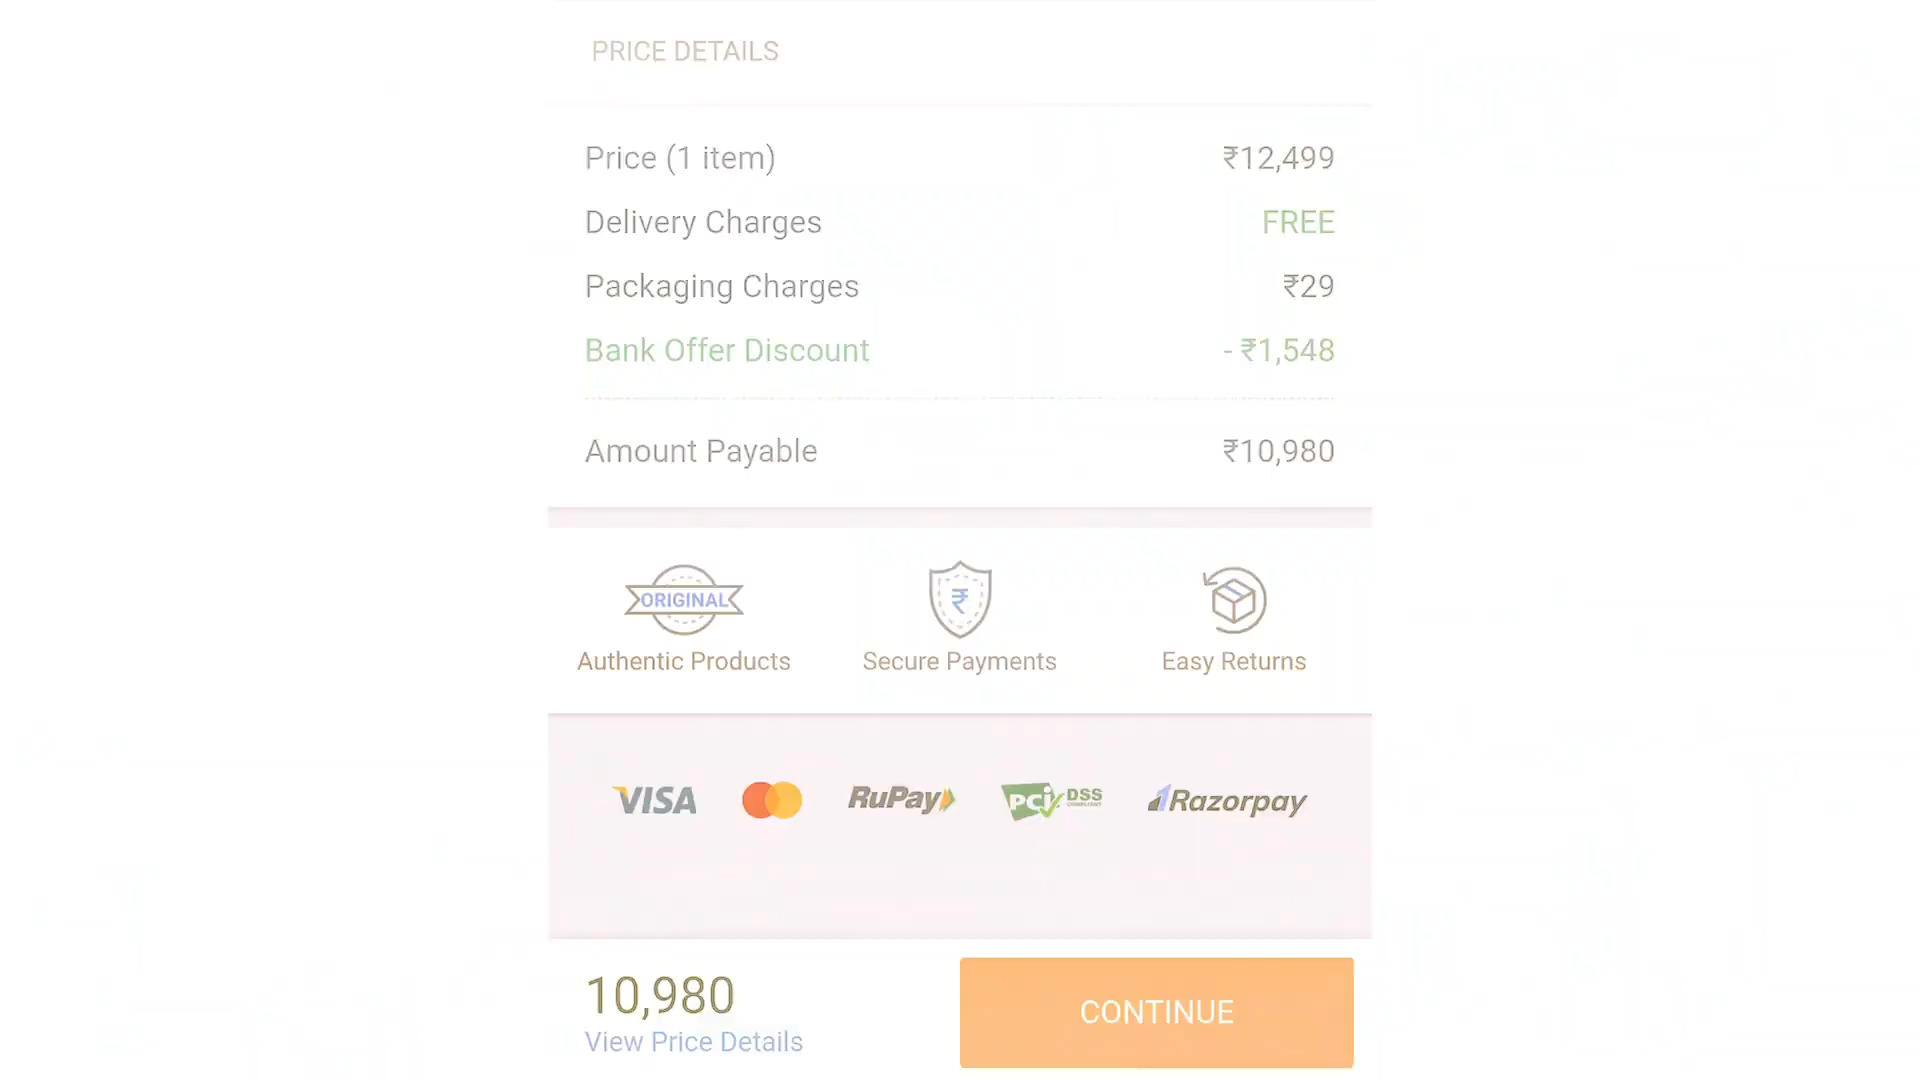 PRICE DETAILS
Price (1 item) ₹12,499
Delivery Charges FREE
Packaging Charges ₹29
Bank Offer Discount - ₹1,548
Amount Payable ₹10,980
ORIGINAL ₹
Authentic Products Secure Payments Easy Returns
VISA RuPay PCI DSS COMPLIANT Razorpay
10,980
View Price Details
CONTINUE